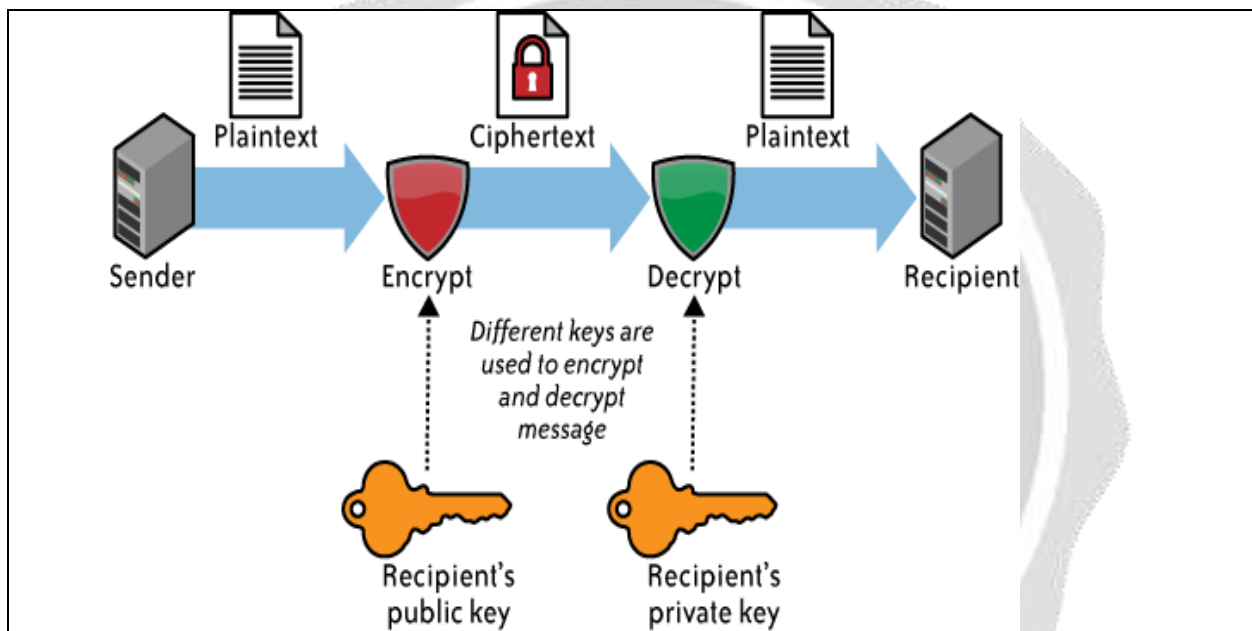 Plaintext
Ciphertext
Plaintext
Sender
Encrypt
Decrypt
Recipient
Different keys are
used to encrypt
and decrypt
message
Recipient's
public key
Recipient's
private key